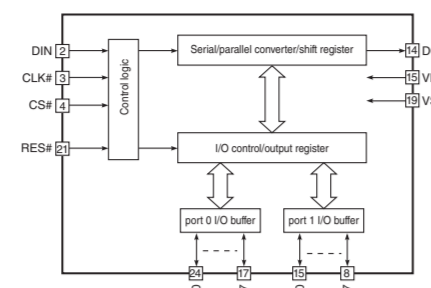 DIN 2
CLK# 3
CS# 4
RES# 21
Control logic
Serial/parallel converter/shift register
14
15
19
I/O control/output register
port 0 I/O buffer
port 1 I/O buffer
24 17 15 8